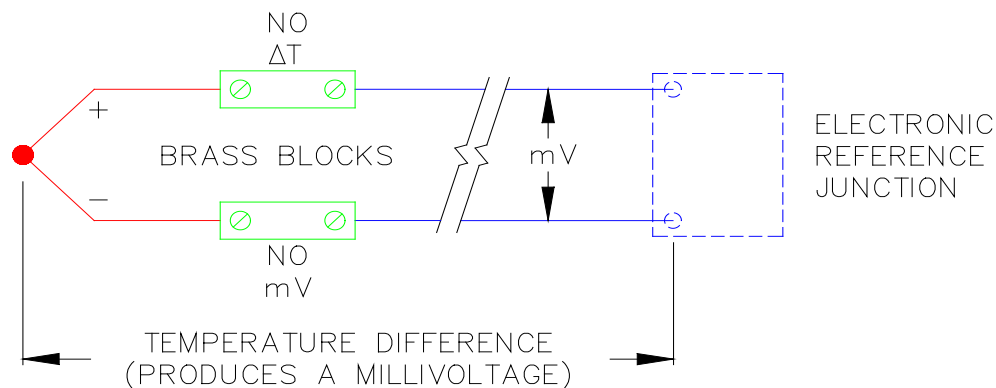 NO
ΔT
+
BRASS BLOCKS
mV
ELECTRONIC
REFERENCE
JUNCTION
−
NO
mV
TEMPERATURE DIFFERENCE
(PRODUCES A MILLIVOLTAGE)